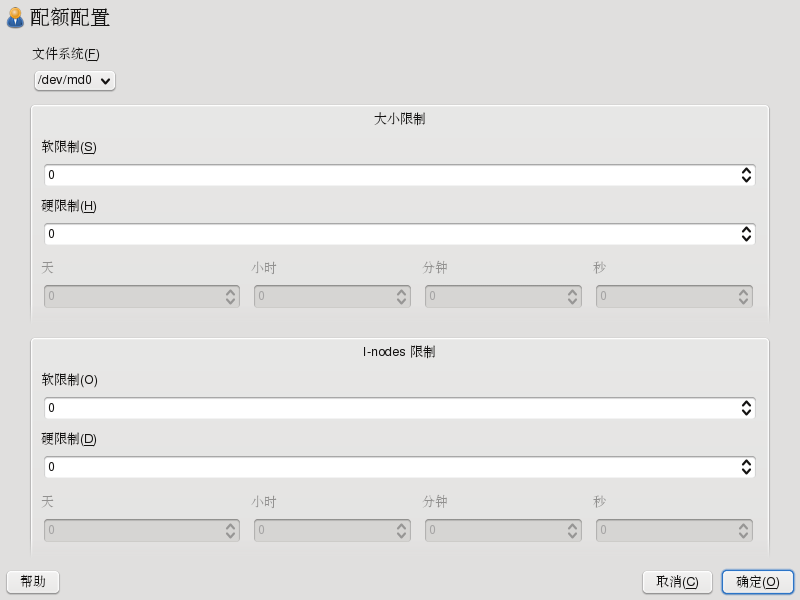 配额配置
文件系统(F)
/dev/md0
大小限制
软限制(S)
0
硬限制(H)
0
天 小时 分钟 秒
0 0 0 0
I-nodes 限制
软限制(O)
0
硬限制(D)
0
天 小时 分钟 秒
0 0 0 0
帮助 取消(C) 确定(O)